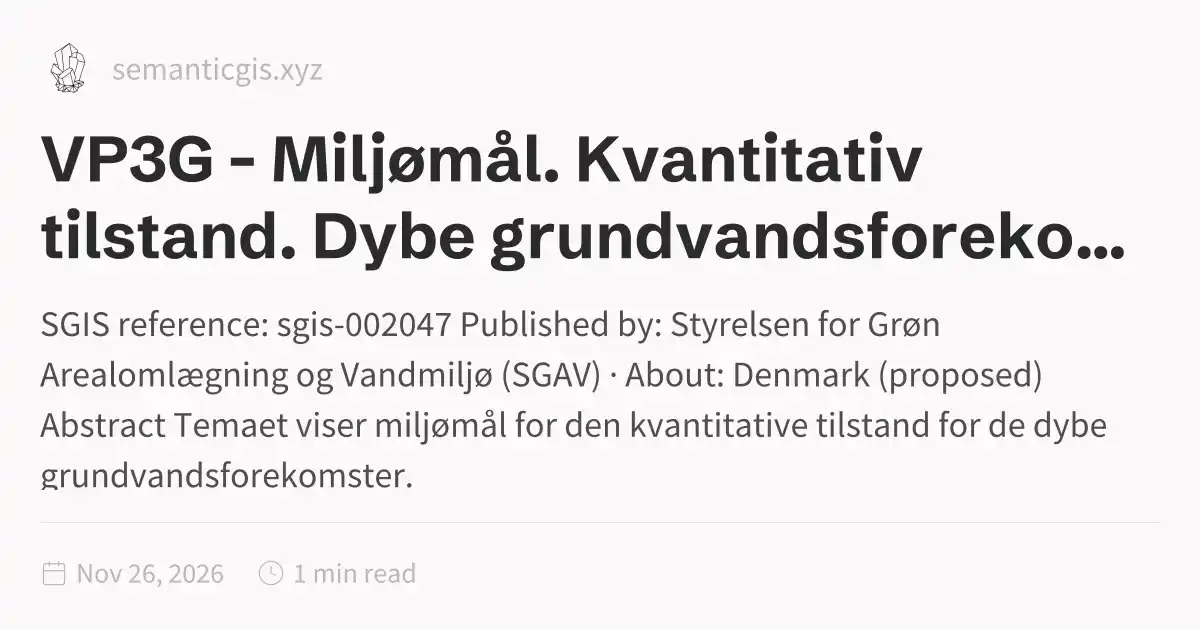 semanticgis.xyz
VP3G - Miljømål. Kvantitativ
tilstand. Dybe grundvandsforeko...
SGIS reference: sgis-002047 Published by: Styrelsen for Grøn
Arealomlægning og Vandmiljø (SGAV) · About: Denmark (proposed)
Abstract Temaet viser miljømål for den kvantitative tilstand for de dybe
grundvandsforekomster.
Nov 26, 2026
1 min read